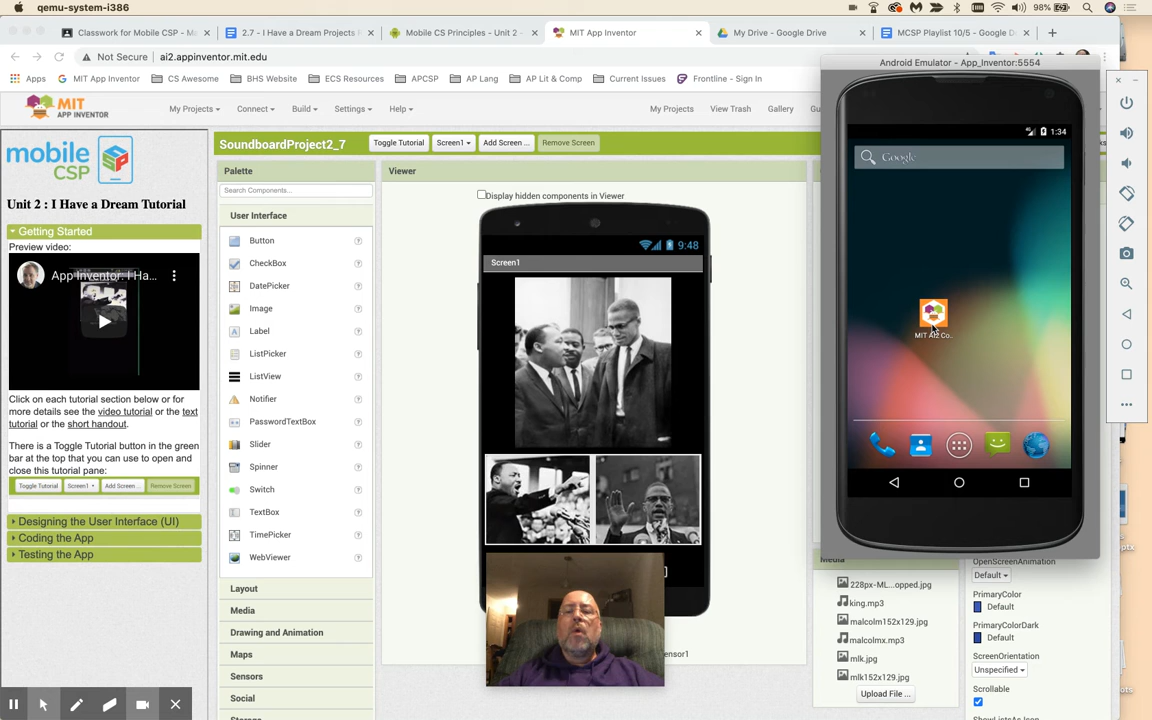 qemu-system-i386
98%
Classwork for Mobile CSP - M
2.7 - I Have a Dream Projects
Mobile CS Principles - Unit 2 -
MIT App Inventor
My Drive - Google Drive
MCSP Playlist 10/5 - Google D
Not Secure
ai2.appinventor.mit.edu
Apps
MIT App Inventor
CS Awesome
BHS Website
ECS Resources
APCSP
AP Lang
AP Lit & Comp
Current Issues
Frontline - Sign In
Android Emulator - App_Inventor:5554
MIT
APP INVENTOR
My Projects
Connect
Build
Settings
Help
My Projects
View Trash
Gallery
Gu
mobile
CSP
Unit 2 : I Have a Dream Tutorial
Getting Started
Preview video:
App Inventor: I Ha...
Click on each tutorial section below or for
more details see the video tutorial or the text
tutorial or the short handout.
There is a Toggle Tutorial button in the green
bar at the top that you can use to open and
close this tutorial pane:
Toggle Tutorial
Screen1
Add Screen ...
Remove Screen
Designing the User Interface (UI)
Coding the App
Testing the App
SoundboardProject2_7
Toggle Tutorial
Screen1
Add Screen ...
Remove Screen
Palette
Search Components...
User Interface
Button
CheckBox
DatePicker
Image
Label
ListPicker
ListView
Notifier
PasswordTextBox
Slider
Spinner
Switch
TextBox
TimePicker
WebViewer
Layout
Media
Drawing and Animation
Maps
Sensors
Social
Viewer
Display hidden components in Viewer
9:48
Screen1
ensor1
1:34
Google
MIT AI2 Co..
Media
228px-ML...opped.jpg
king.mp3
malcolm152x129.jpg
malcolmx.mp3
mlk.jpg
mlk152x129.jpg
Upload File ...
OpenScreenAnimation
Default
PrimaryColor
Default
PrimaryColorDark
Default
ScreenOrientation
Unspecified
Scrollable
ShowListsAsJson